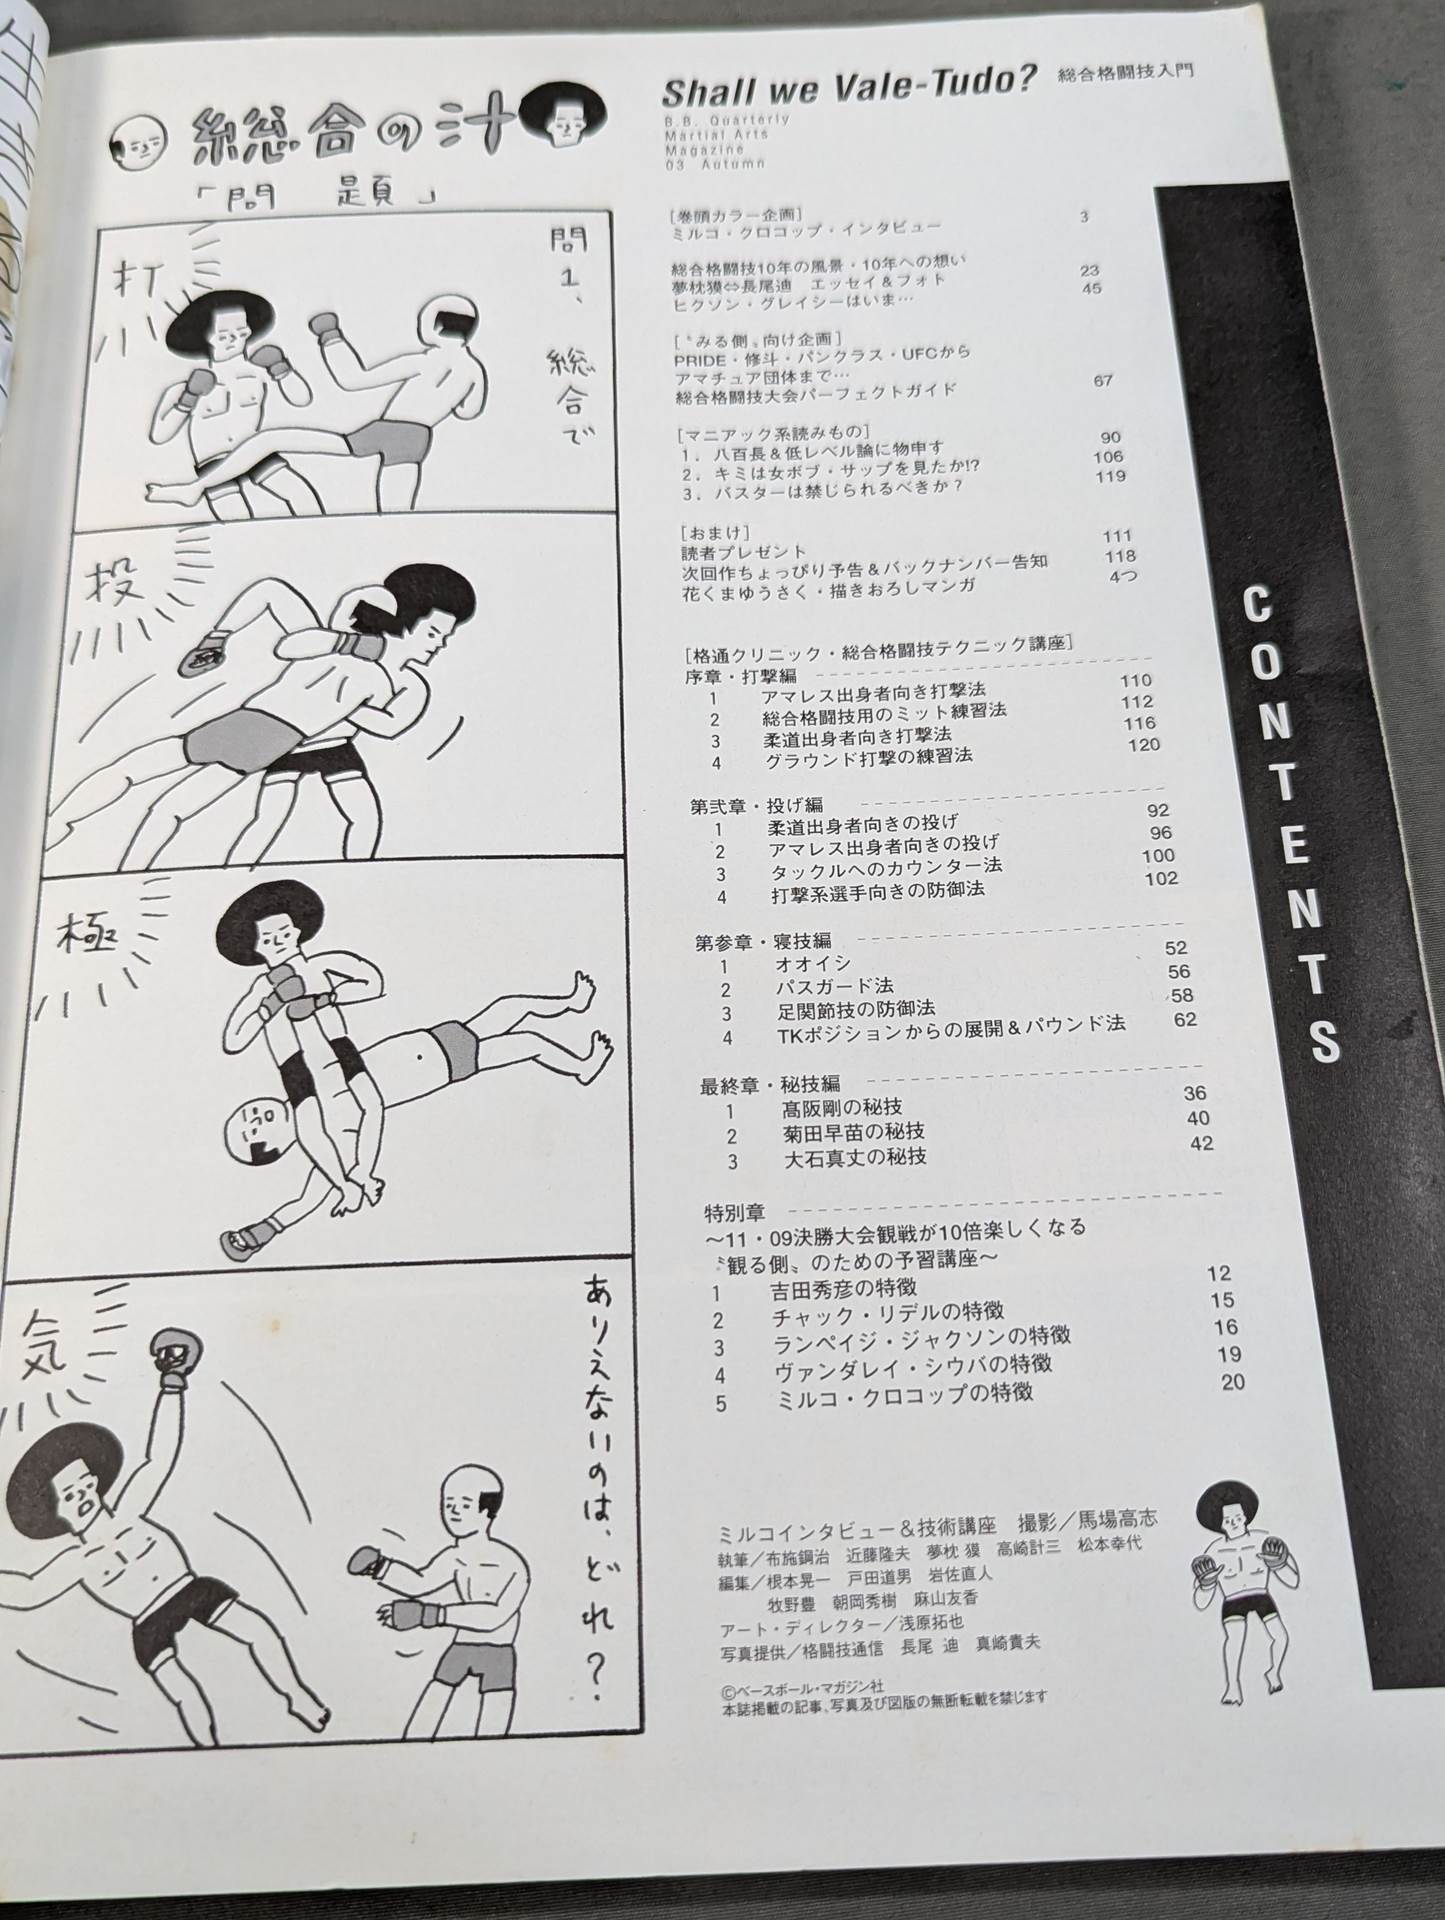 総合の汁
「問　題」
問1、総合で
打
投
極
気
ありえないのは、どれ？
Shall we Vale-Tudo? 総合格闘技入門
B.B. Quarterly
Martial Arts
Magazine
03 Autumn
[巻頭カラー企画]
ミルコ・クロコップ・インタビュー 3
総合格闘技10年の風景・10年への想い
夢枕獏⇔長尾迪　エッセイ＆フォト 23
ヒクソン・グレイシーはいま… 45
[〝みる側〟向け企画]
PRIDE・修斗・パンクラス・UFCから
アマチュア団体まで…
総合格闘技大会パーフェクトガイド 67
[マニアック系読みもの]
1．八百長＆低レベル論に物申す 90
2．キミは女ボブ・サップを見たか!? 106
3．バスターは禁じられるべきか？ 119
[おまけ]
読者プレゼント 111
次回作ちょっぴり予告＆バックナンバー告知 118
花くまゆうさく・描きおろしマンガ 4つ
[格通クリニック・総合格闘技テクニック講座]
序章・打撃編
1 アマレス出身者向き打撃法 110
2 総合格闘技用のミット練習法 112
3 柔道出身者向き打撃法 116
4 グラウンド打撃の練習法 120
第弐章・投げ編
1 柔道出身者向きの投げ 92
2 アマレス出身者向きの投げ 96
3 タックルへのカウンター法 100
4 打撃系選手向きの防御法 102
第参章・寝技編
1 オオイシ 52
2 パスガード法 56
3 足関節技の防御法 58
4 TKポジションからの展開＆パウンド法 62
最終章・秘技編
1 髙阪剛の秘技 36
2 菊田早苗の秘技 40
3 大石真丈の秘技 42
特別章
～11・09決勝大会観戦が10倍楽しくなる
〝観る側〟のための予習講座～
1 吉田秀彦の特徴 12
2 チャック・リデルの特徴 15
3 ランペイジ・ジャクソンの特徴 16
4 ヴァンダレイ・シウバの特徴 19
5 ミルコ・クロコップの特徴 20
ミルコインタビュー＆技術講座　撮影／馬場高志
執筆／布施鋼治　近藤隆夫　夢枕 獏　高崎計三　松本幸代
編集／根本晃一　戸田道男　岩佐直人
牧野豊　朝岡秀樹　麻山友香
アート・ディレクター／浅原拓也
写真提供／格闘技通信　長尾 迪　真崎貴夫
©ベースボール・マガジン社
本誌掲載の記事、写真及び図版の無断転載を禁じます
CONTENTS